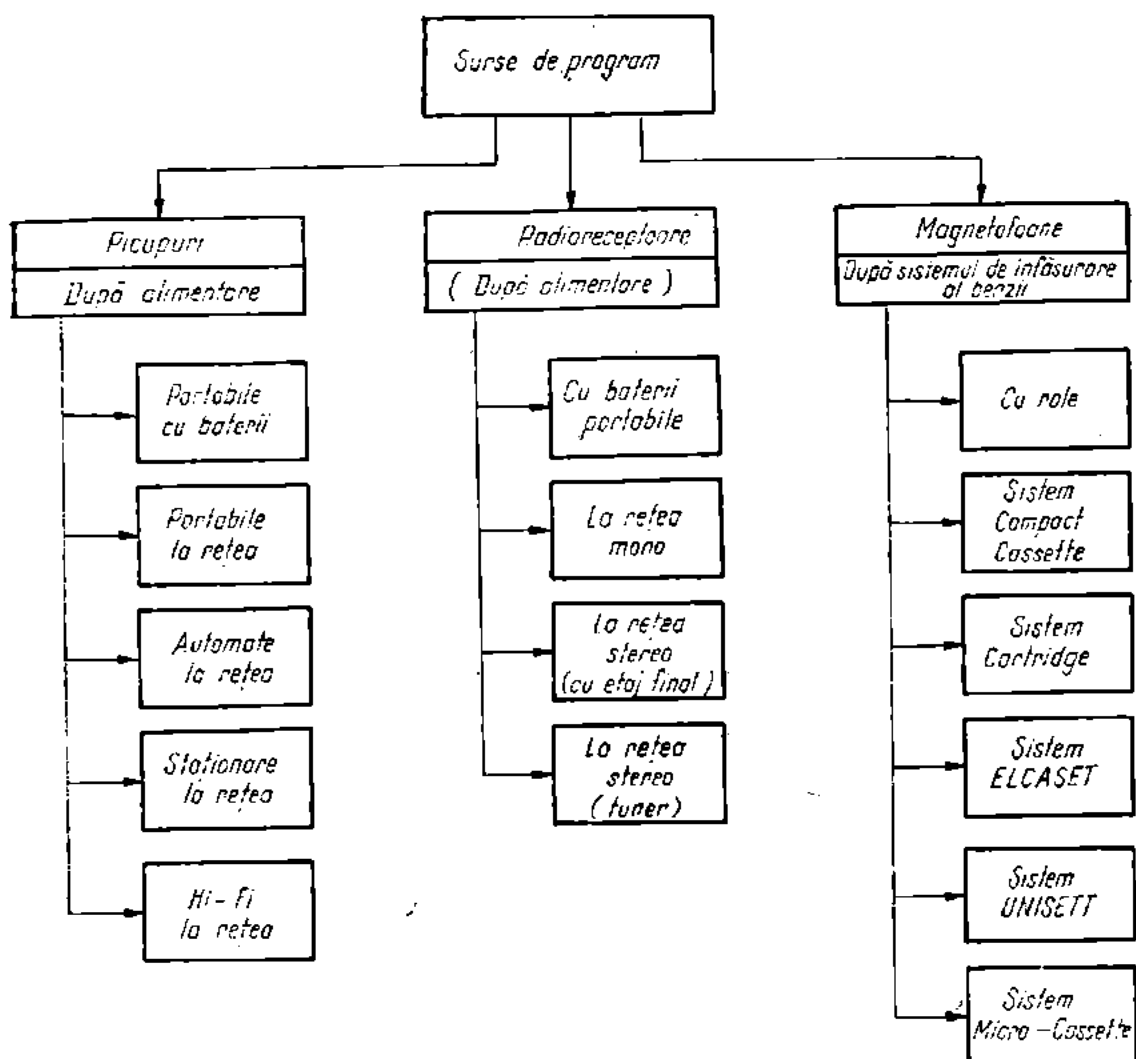 Surse de program
Picupuri
După alimentare
Portabile
cu baterii
Portabile
la rețea
Automate
la rețea
Staționare
la rețea
Hi-Fi
la rețea
Radioreceptoare
( După alimentare )
Cu baterii
portabile
La rețea
mono
La rețea
stereo
(cu etaj final)
La rețea
stereo
(tuner)
Magnetofoane
După sistemul de înfăsurare
al benzii
Cu role
Sistem
Compact
Cassette
Sistem
Cartridge
Sistem
ELCASET
Sistem
UNISETT
Sistem
Micro-Cassette